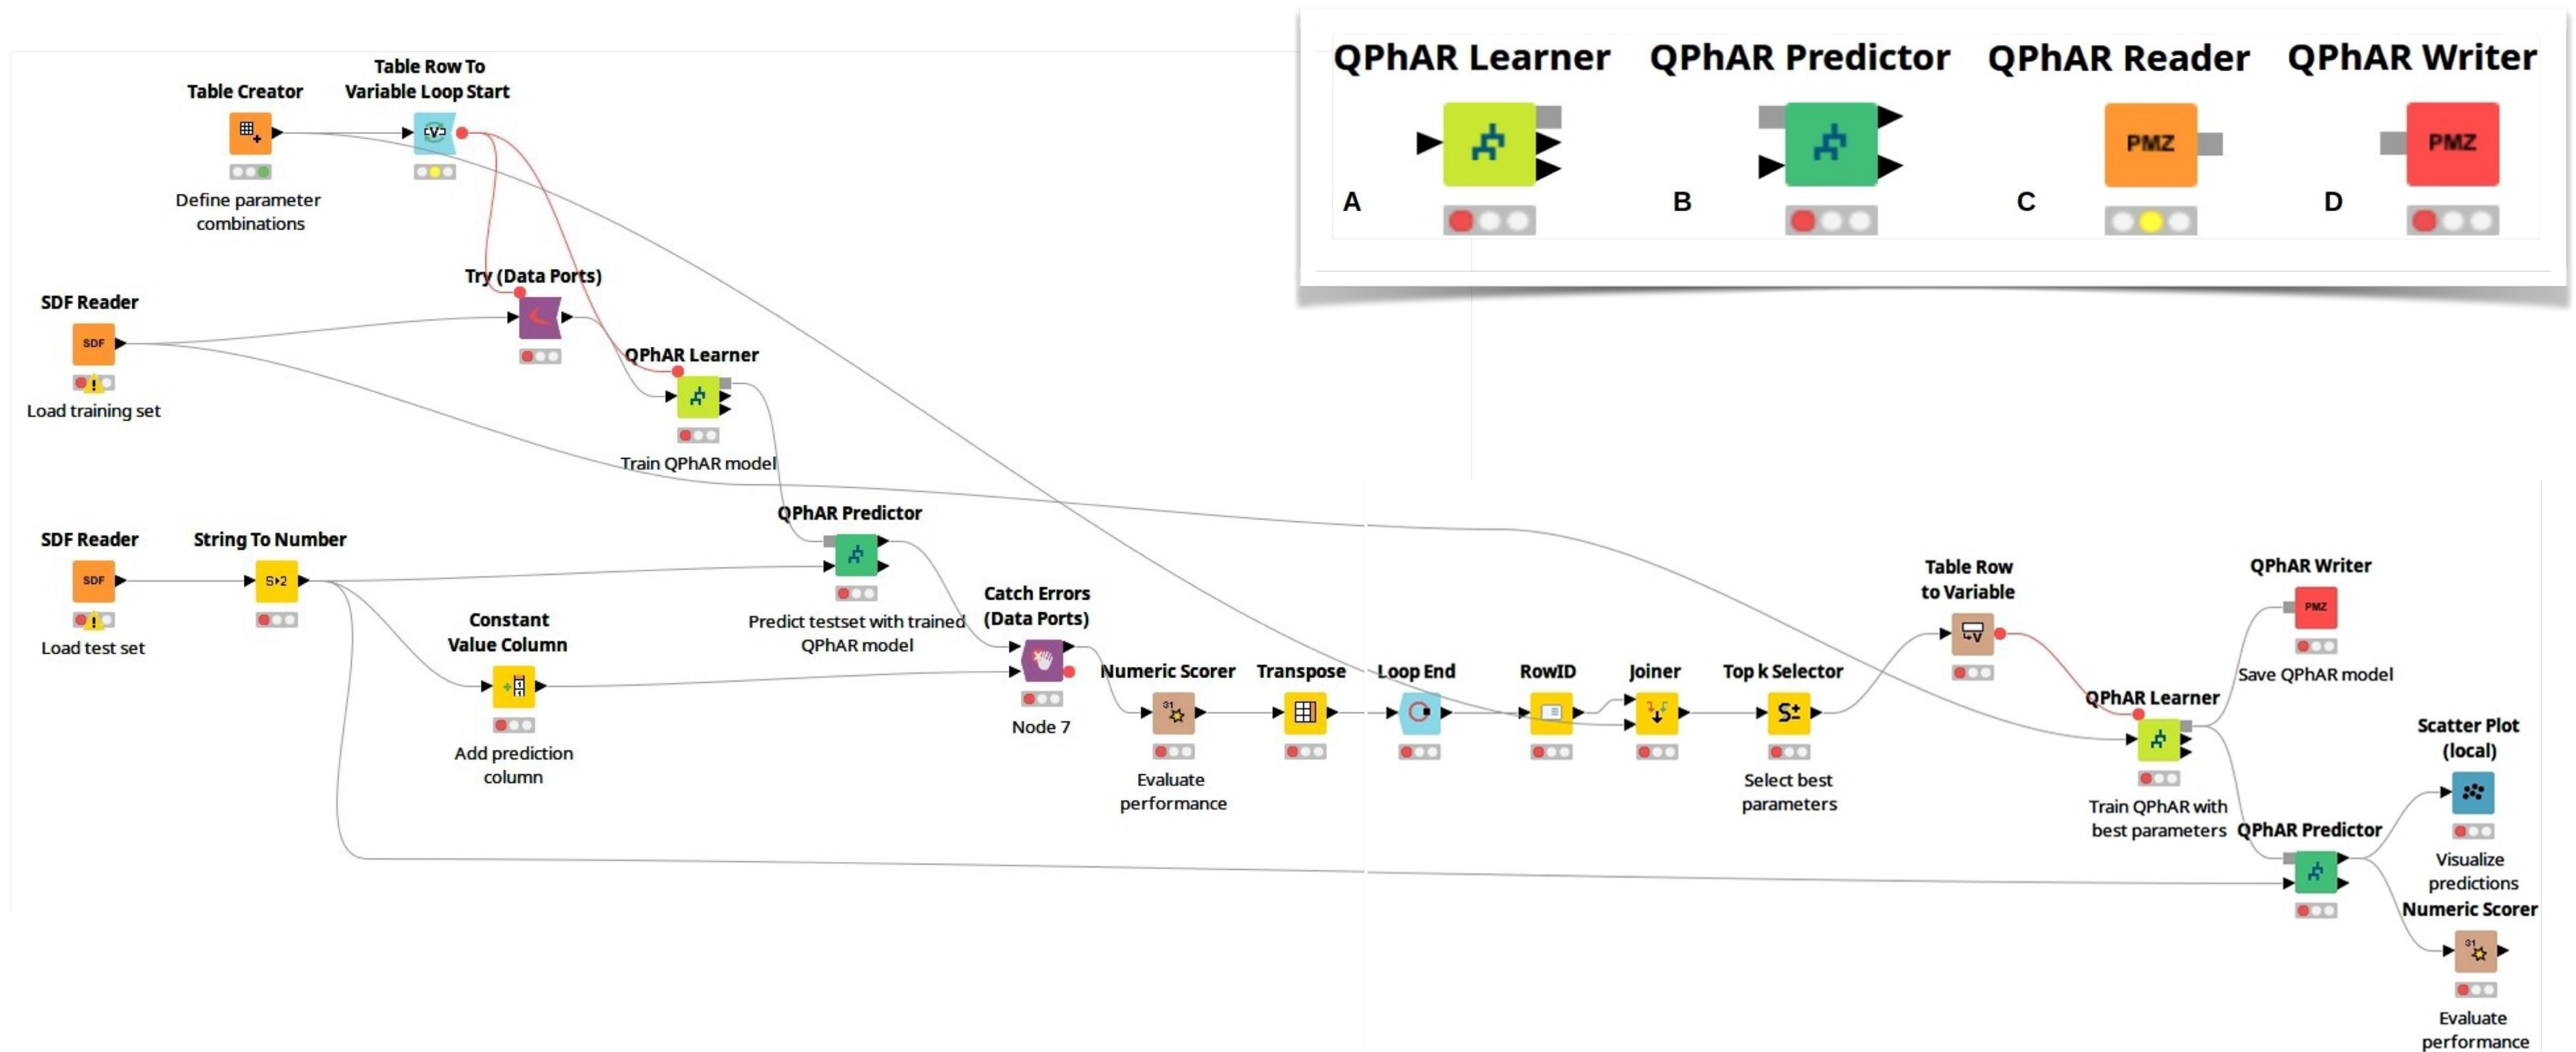 QPhAR Learner
QPhAR Predictor
QPhAR Reader
QPhAR Writer
PMZ
PMZ
A
B
C
D
Table Creator
Define parameter
combinations
Table Row To
Variable Loop Start
V
SDF Reader
SDF
Load training set
Try (Data Ports)
QPhAR Learner
Train QPhAR model
SDF Reader
SDF
Load test set
String To Number
S▸2
Constant
Value Column
Add prediction
column
QPhAR Predictor
Predict testset with trained
QPhAR model
Catch Errors
(Data Ports)
Node 7
Numeric Scorer
31
Evaluate
performance
Transpose
Loop End
RowID
Joiner
Top k Selector
S±
Select best
parameters
Table Row
to Variable
V
QPhAR Learner
Train QPhAR with
best parameters
QPhAR Writer
PMZ
Save QPhAR model
QPhAR Predictor
Scatter Plot
(local)
Visualize
predictions
Numeric Scorer
31
Evaluate
performance